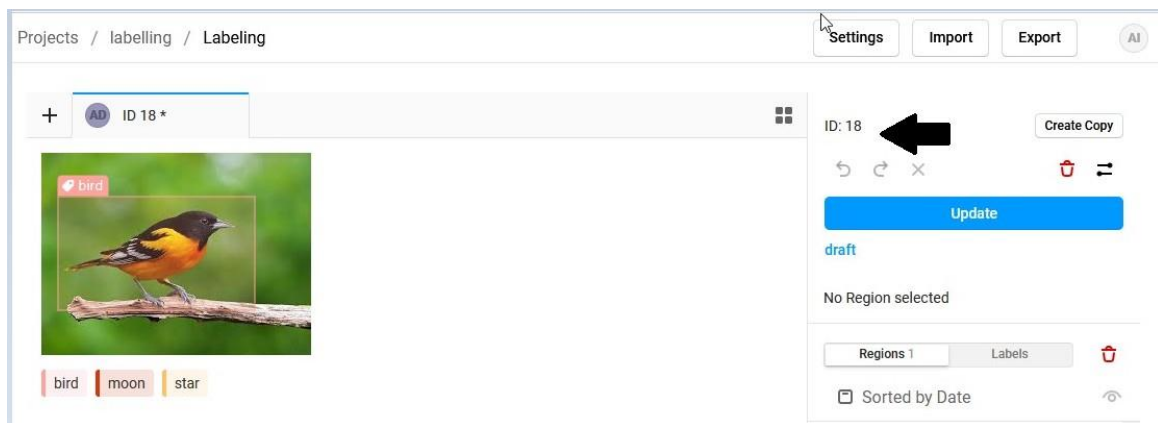 Projects / labelling / Labeling
Settings
Import
Export
AI
+ AD ID 18 *
ID: 18
Create Copy
bird
Update
draft
No Region selected
Regions 1
Labels
Sorted by Date
bird
moon
star